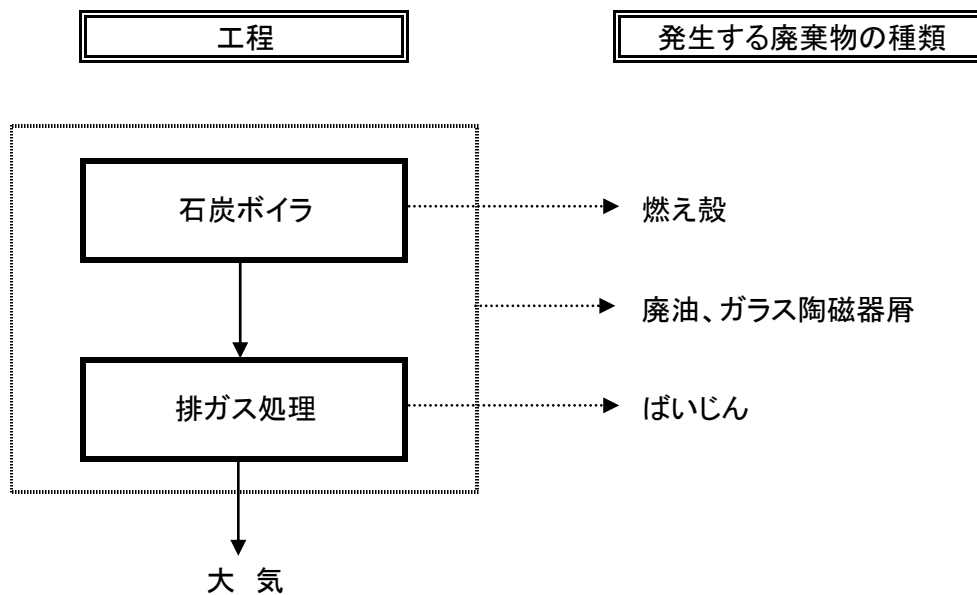 工程
発生する廃棄物の種類
石炭ボイラ
燃え殻
廃油、ガラス陶磁器屑
排ガス処理
ばいじん
大 気